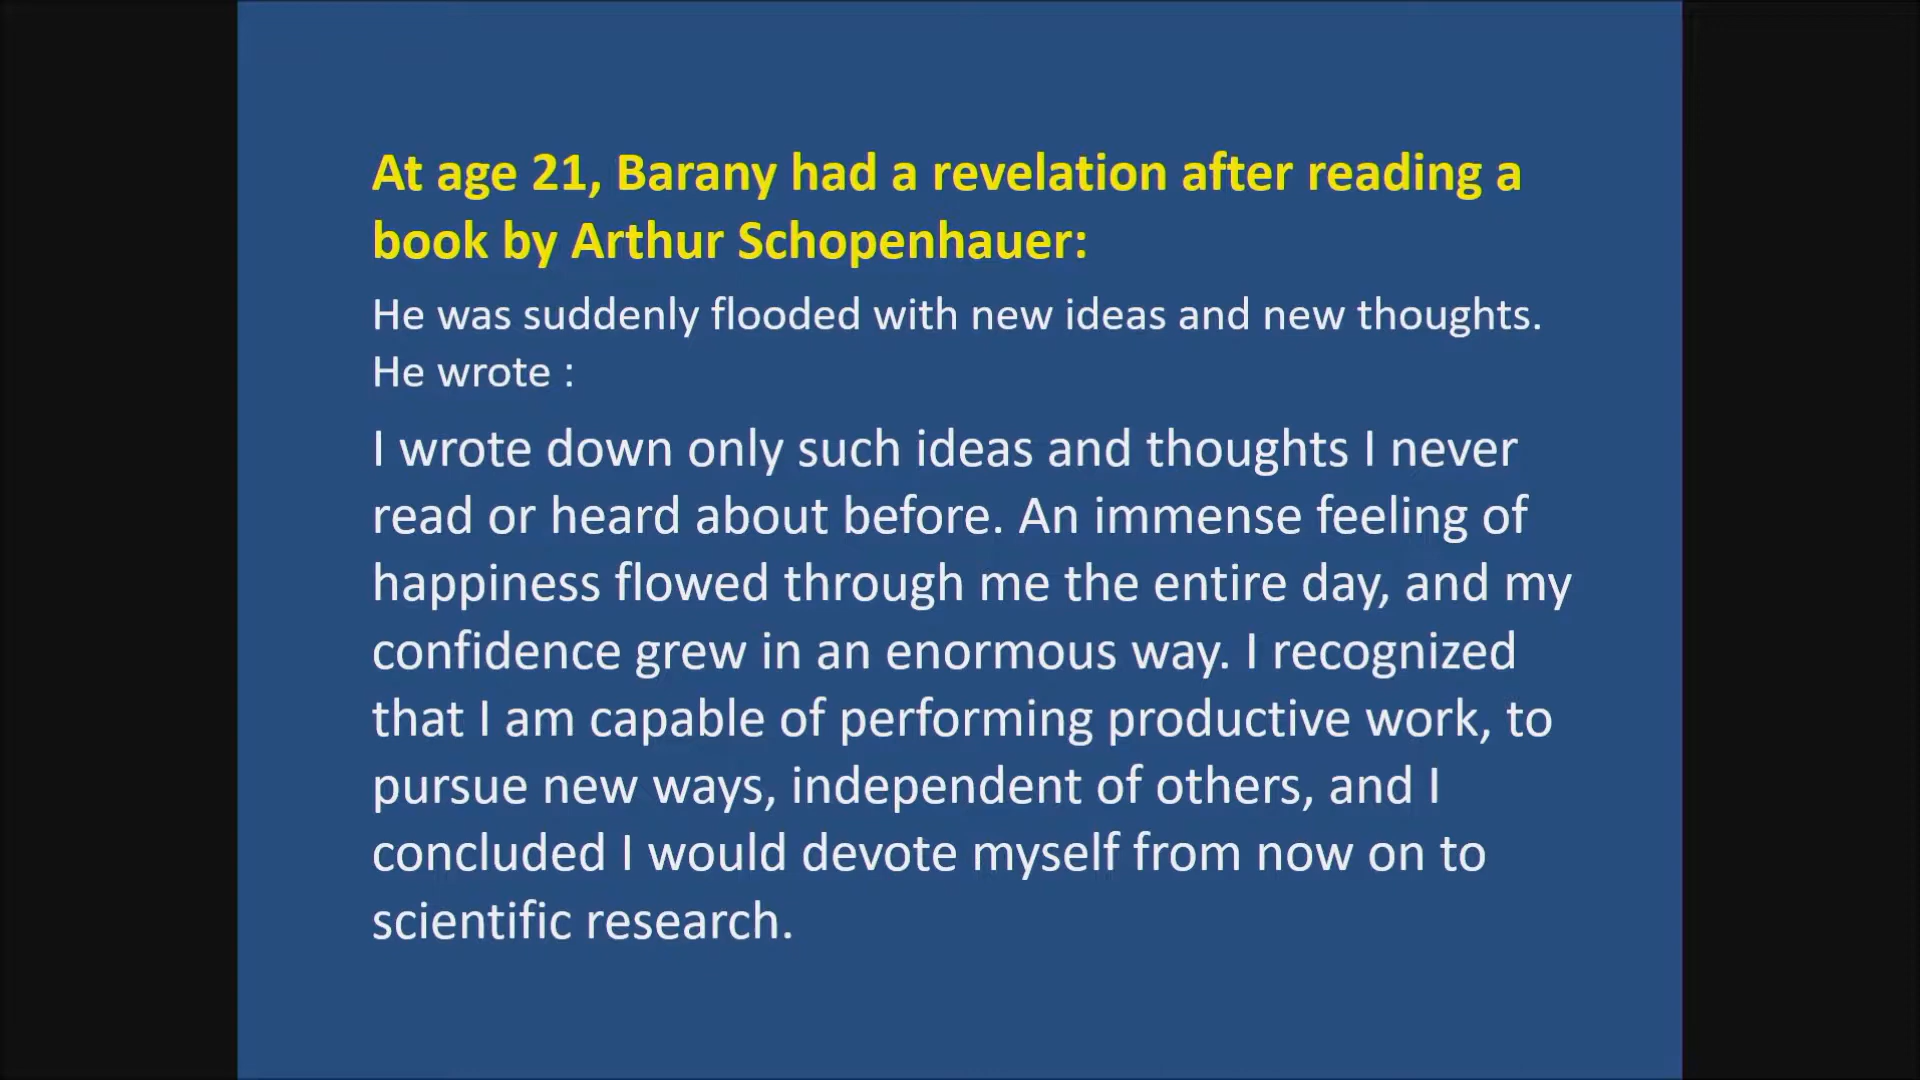 At age 21, Barany had a revelation after reading a
book by Arthur Schopenhauer:
He was suddenly flooded with new ideas and new thoughts.
He wrote :
I wrote down only such ideas and thoughts I never
read or heard about before. An immense feeling of
happiness flowed through me the entire day, and my
confidence grew in an enormous way. I recognized
that I am capable of performing productive work, to
pursue new ways, independent of others, and I
concluded I would devote myself from now on to
scientific research.